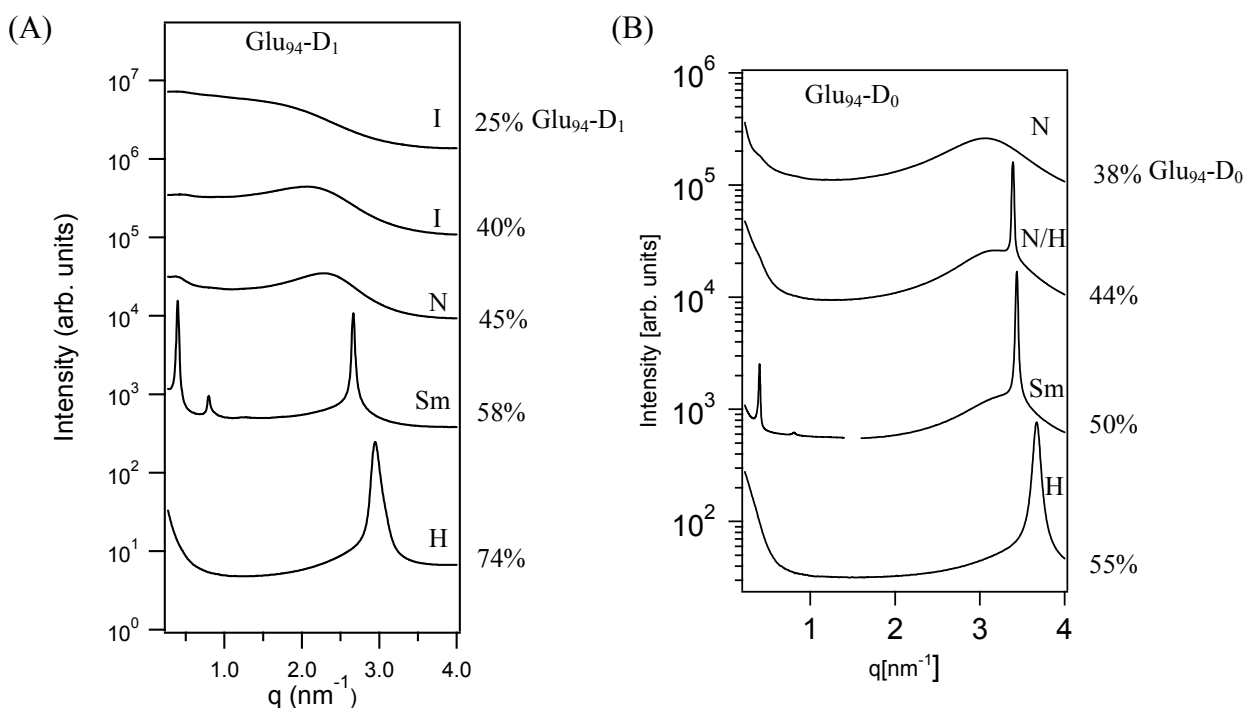 (A)
Glu94-D1
Intensity (arb. units)
10^7
10^6
10^5
10^4
10^3
10^2
10^1
10^0
I
25% Glu94-D1
I
40%
N
45%
Sm
58%
H
74%
1.0 2.0 3.0 4.0
q (nm^-1)
(B)
Glu94-D0
Intensity [arb. units]
10^6
10^5
10^4
10^3
10^2
N
38% Glu94-D0
N/H
44%
Sm
50%
H
55%
1 2 3 4
q[nm^-1]